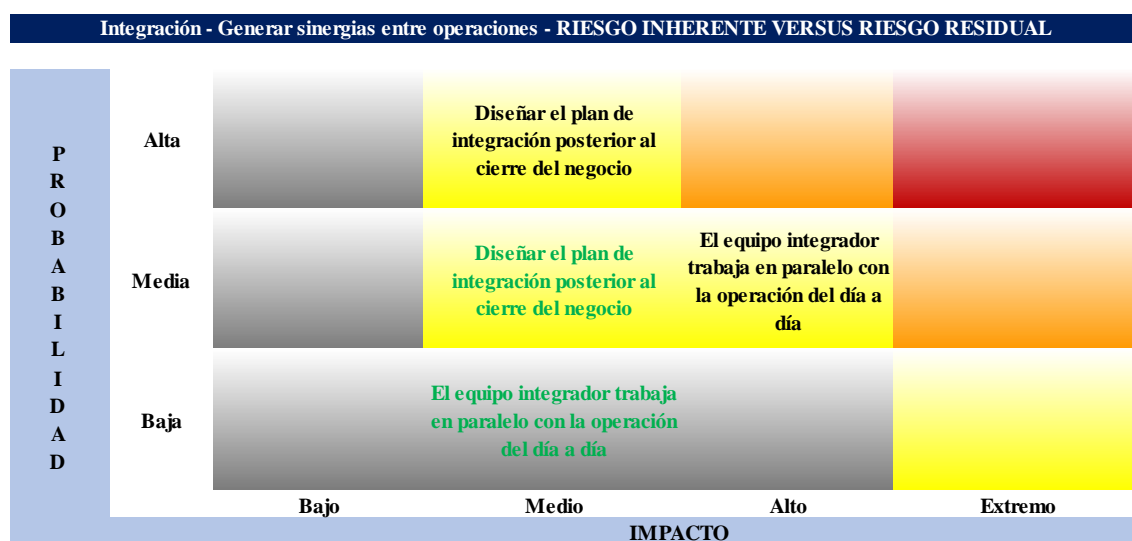 Integración - Generar sinergias entre operaciones - RIESGO INHERENTE VERSUS RIESGO RESIDUAL
P
R
O
B
A
B
I
L
I
D
A
D
Alta
Diseñar el plan de
integración posterior al
cierre del negocio
Media
Diseñar el plan de
integración posterior al
cierre del negocio
El equipo integrador
trabaja en paralelo con
la operación del día a
día
Baja
El equipo integrador trabaja
en paralelo con la operación
del día a día
Bajo
Medio
Alto
Extremo
IMPACTO